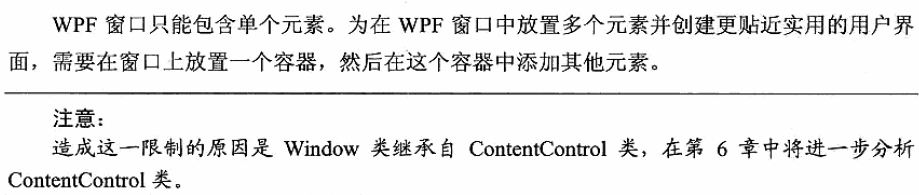 WPF 窗口只能包含单个元素。为在 WPF 窗口中放置多个元素并创建更贴近实用的用户界
面，需要在窗口上放置一个容器，然后在这个容器中添加其他元素。
注意：
造成这一限制的原因是 Window 类继承自 ContentControl 类，在第 6 章中将进一步分析
ContentControl 类。